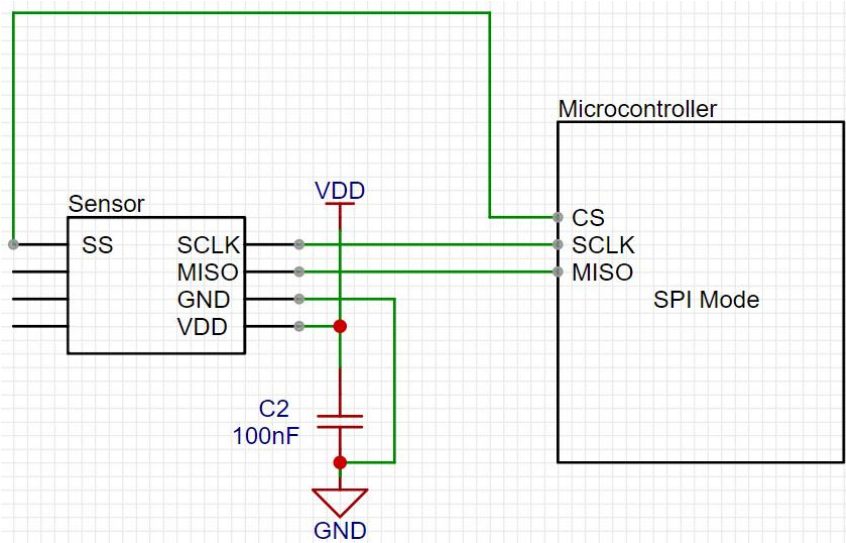 Microcontroller
VDD
Sensor
CS
SS SCLK
SCLK
MISO
MISO
GND
SPI Mode
VDD
C2
100nF
GND